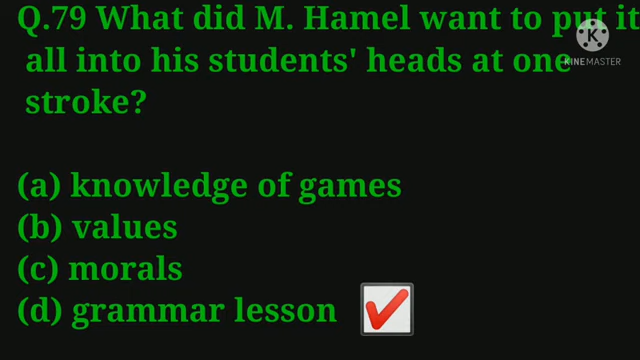 Q.79 What did M. Hamel want to put it
all into his students' heads at one
stroke?
(a) knowledge of games
(b) values
(c) morals
(d) grammar lesson
K
KINEMASTER